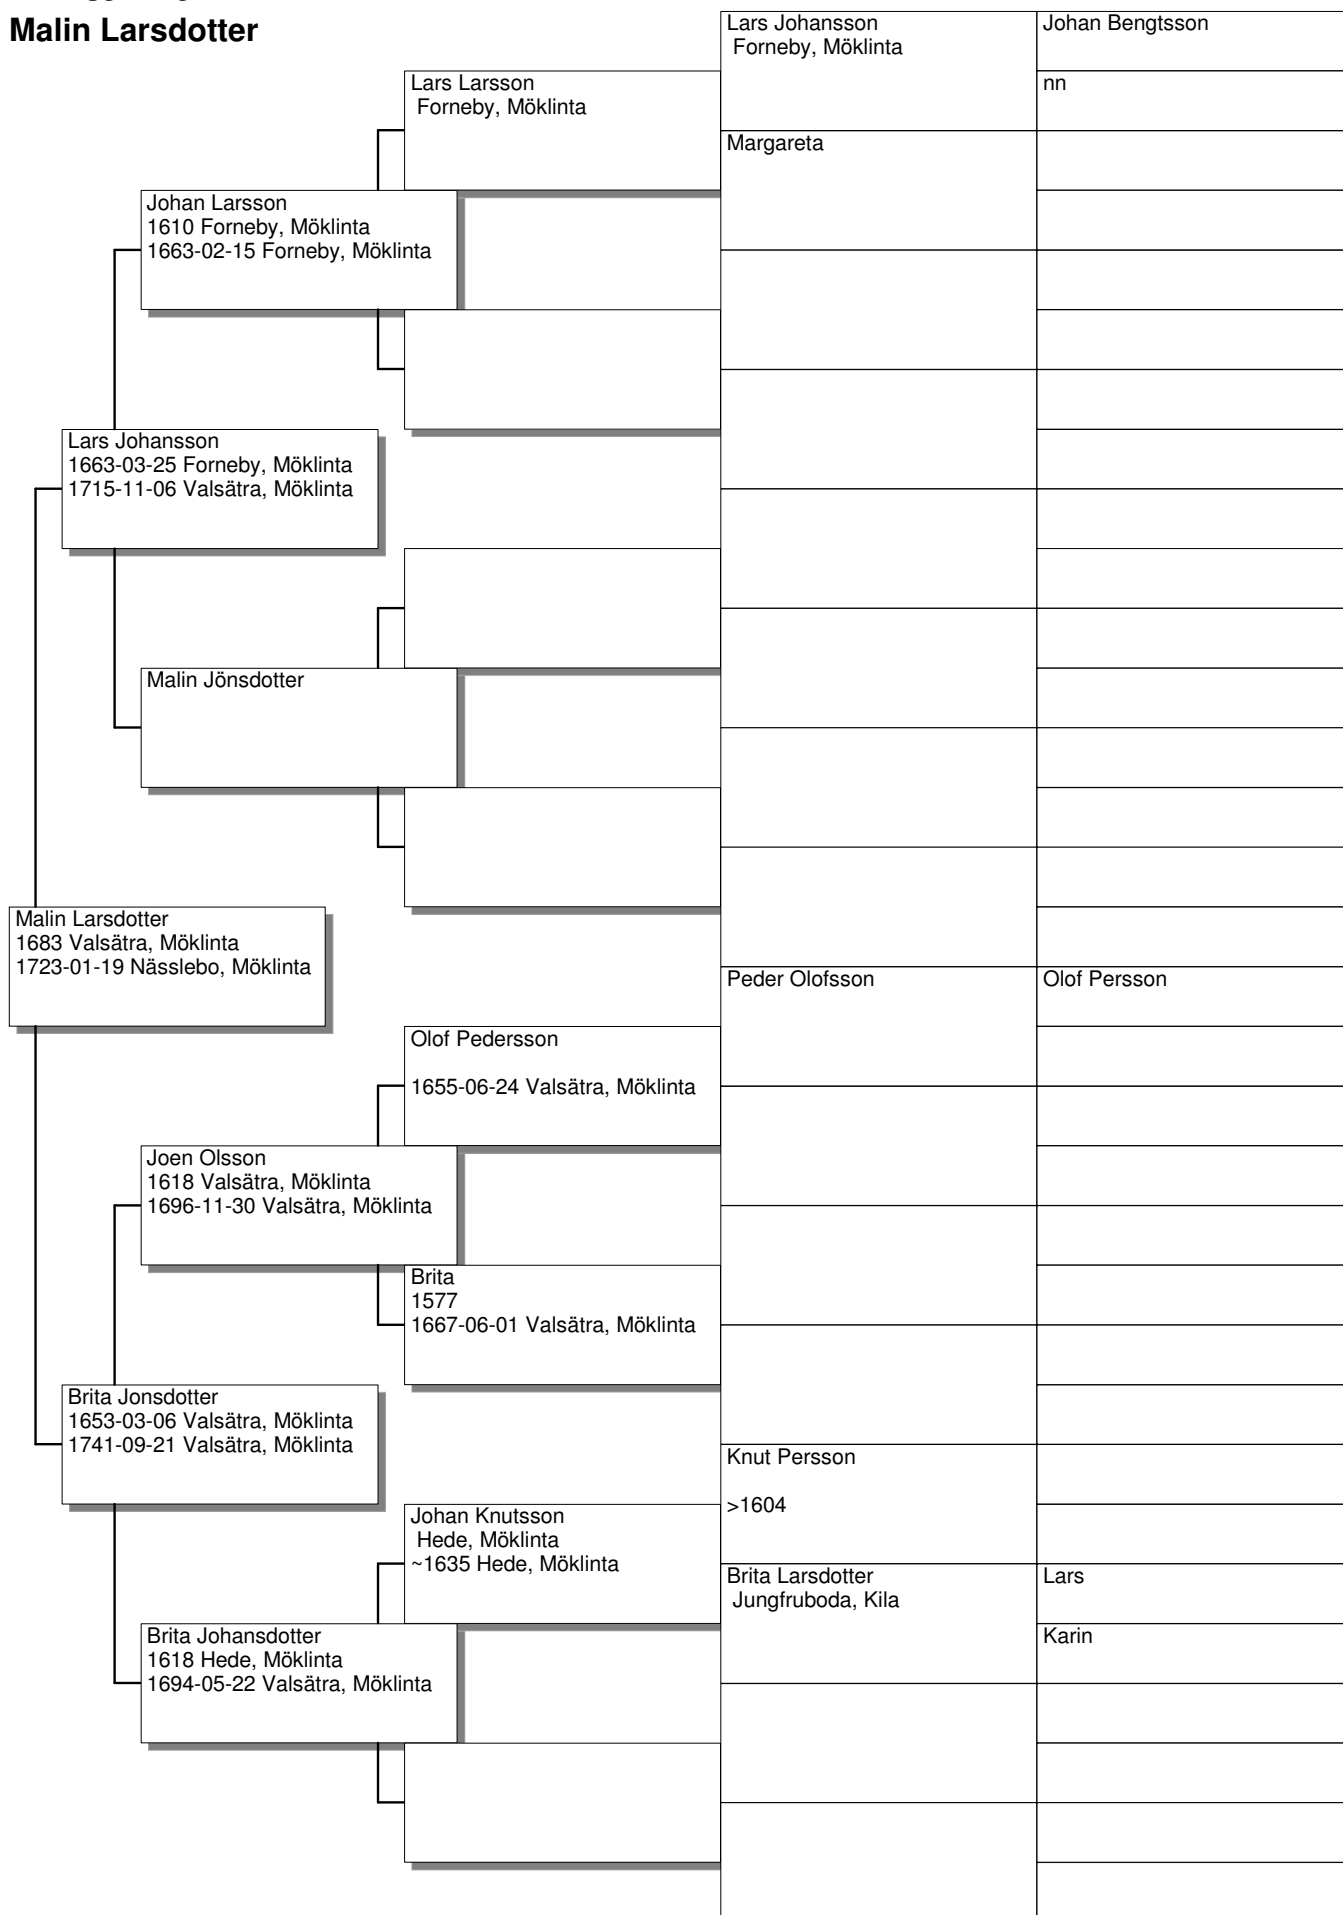 Malin Larsdotter
Lars Johansson
Forneby, Möklinta
Johan Bengtsson
Lars Larsson
Forneby, Möklinta
nn
Margareta
Johan Larsson
1610 Forneby, Möklinta
1663-02-15 Forneby, Möklinta
Lars Johansson
1663-03-25 Forneby, Möklinta
1715-11-06 Valsätra, Möklinta
Malin Jönsdotter
Malin Larsdotter
1683 Valsätra, Möklinta
1723-01-19 Nässlebo, Möklinta
Peder Olofsson
Olof Persson
Olof Pedersson
1655-06-24 Valsätra, Möklinta
Joen Olsson
1618 Valsätra, Möklinta
1696-11-30 Valsätra, Möklinta
Brita
1577
1667-06-01 Valsätra, Möklinta
Brita Jonsdotter
1653-03-06 Valsätra, Möklinta
1741-09-21 Valsätra, Möklinta
Knut Persson
>1604
Johan Knutsson
Hede, Möklinta
~1635 Hede, Möklinta
Brita Larsdotter
Jungfruboda, Kila
Lars
Karin
Brita Johansdotter
1618 Hede, Möklinta
1694-05-22 Valsätra, Möklinta